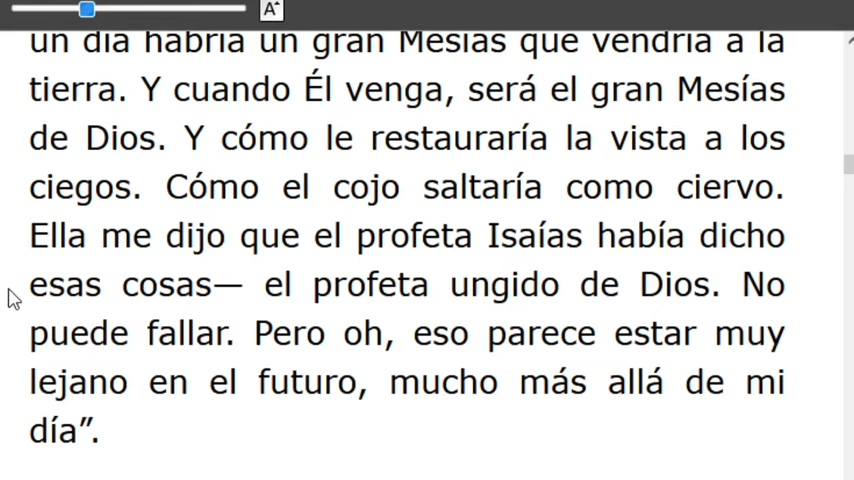 A
un día habría un gran Mesías que vendría a la
tierra. Y cuando Él venga, será el gran Mesías
de Dios. Y cómo le restauraría la vista a los
ciegos. Cómo el cojo saltaría como ciervo.
Ella me dijo que el profeta Isaías había dicho
esas cosas— el profeta ungido de Dios. No
puede fallar. Pero oh, eso parece estar muy
lejano en el futuro, mucho más allá de mi
día”.